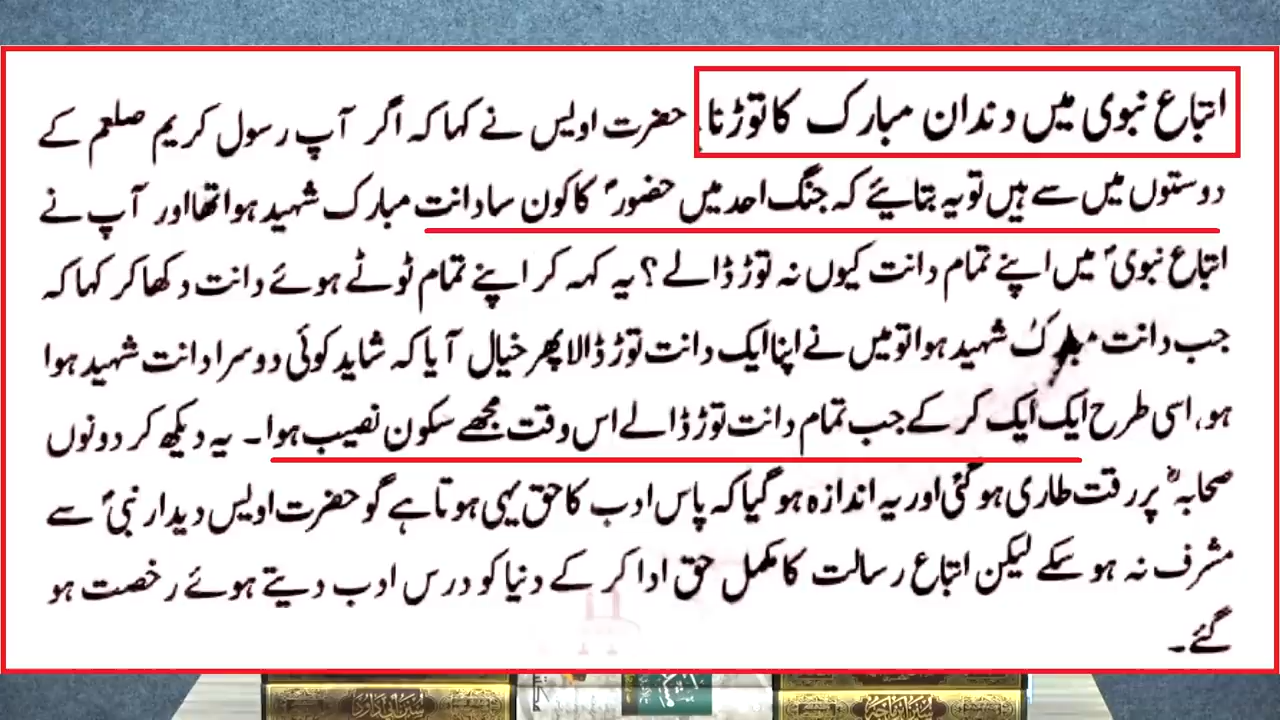 اتباع نبوی میں دندان مبارک کا توڑنا حضرت اویس نے کہا کہ اگر آپ رسول کریم صلعم کے
دوستوں میں سے ہیں تو یہ بتائیے کہ جنگ احد میں حضورؐ کا کون سا دانت مبارک شہید ہوا تھا اور آپ نے
اتباع نبویؐ میں اپنے تمام دانت کیوں نہ توڑ ڈالے؟ یہ کہہ کر اپنے تمام ٹوٹے ہوئے دانت دکھا کر کہا کہ
جب دانت مبارک شہید ہوا تو میں نے اپنا ایک دانت توڑ ڈالا پھر خیال آیا کہ شاید کوئی دوسرا دانت شہید ہوا
ہو، اسی طرح ایک ایک کر کے جب تمام دانت توڑ ڈالے اس وقت مجھے سکون نصیب ہوا۔ یہ دیکھ کر دونوں
صحابہؓ پر رقت طاری ہو گئی اور یہ اندازہ ہو گیا کہ پاس ادب کا حق یہی ہوتا ہے گو حضرت اویس دیدار نبیؐ سے
مشرف نہ ہو سکے لیکن اتباع رسالت کا مکمل حق ادا کر کے دنیا کو درس ادب دیتے ہوئے رخصت ہو
گئے۔
سنن ابی داود
سنن ابن ماجہ